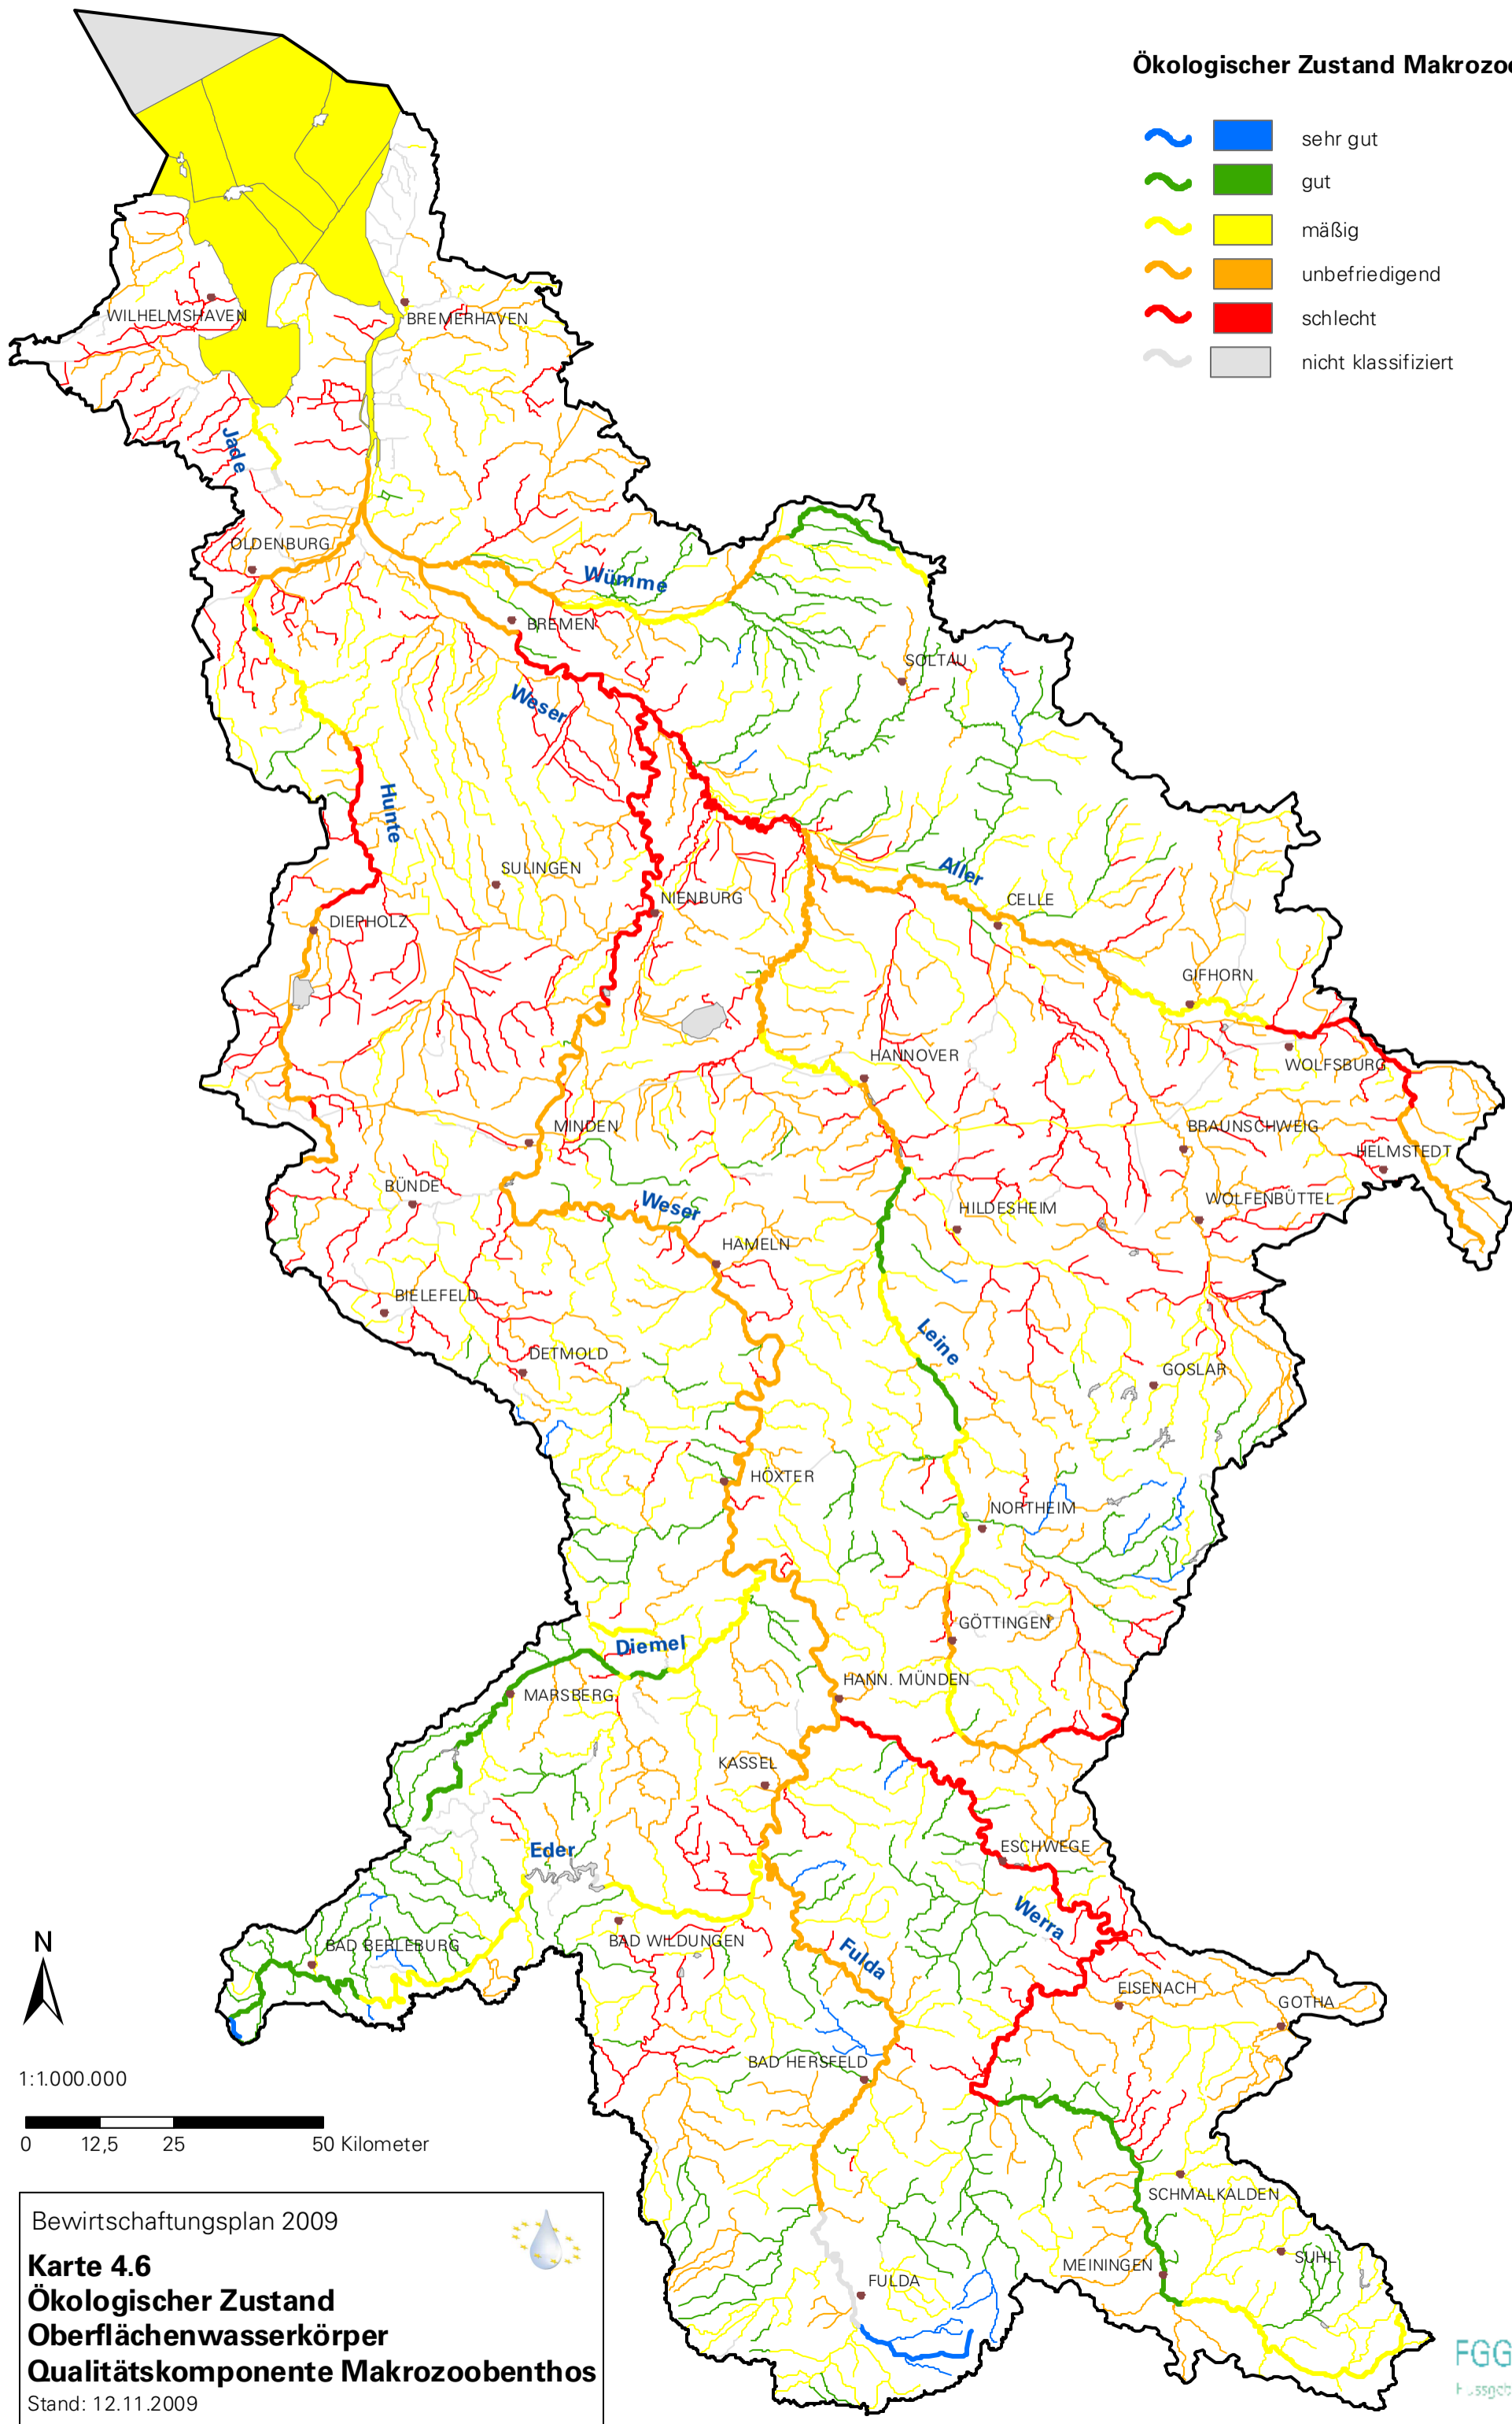 Ökologischer Zustand
sehr gut
gut
mäßig
unbefriedigend
schlecht
nicht klassifiziert
WILHELMSHAVEN
BREMERHAVEN
Jade
OLDENBURG
Wümme
BREMEN
SOLTAU
Weser
Hunte
SULINGEN
Aller
NIENBURG
CELLE
DIEPHOLZ
GIFHORN
HANNOVER
WOLFSBURG
MINDEN
BRAUNSCHWEIG
HELMSTEDT
BÜNDE
WOLFENBÜTTEL
Weser
HILDESHEIM
HAMELN
BIELEFELD
Leine
DETMOLD
GOSLAR
HÖXTER
NORTHEIM
GÖTTINGEN
Diemel
HANN. MÜNDEN
MARSBERG
KASSEL
Eder
ESCHWEGE
Werra
BAD WILDUNGEN
BAD BERLEBURG
Fulda
N
EISENACH
GOTHA
BAD HERSFELD
1:1.000.000
0 12,5 25 50 Kilometer
SCHMALKALDEN
Bewirtschaftungsplan 2009
SUHL
MEININGEN
Karte 4.6
FULDA
Ökologischer Zustand
Oberflächenwasserkörper
Qualitätskomponente Makrozoobenthos
Stand: 12.11.2009
FGG